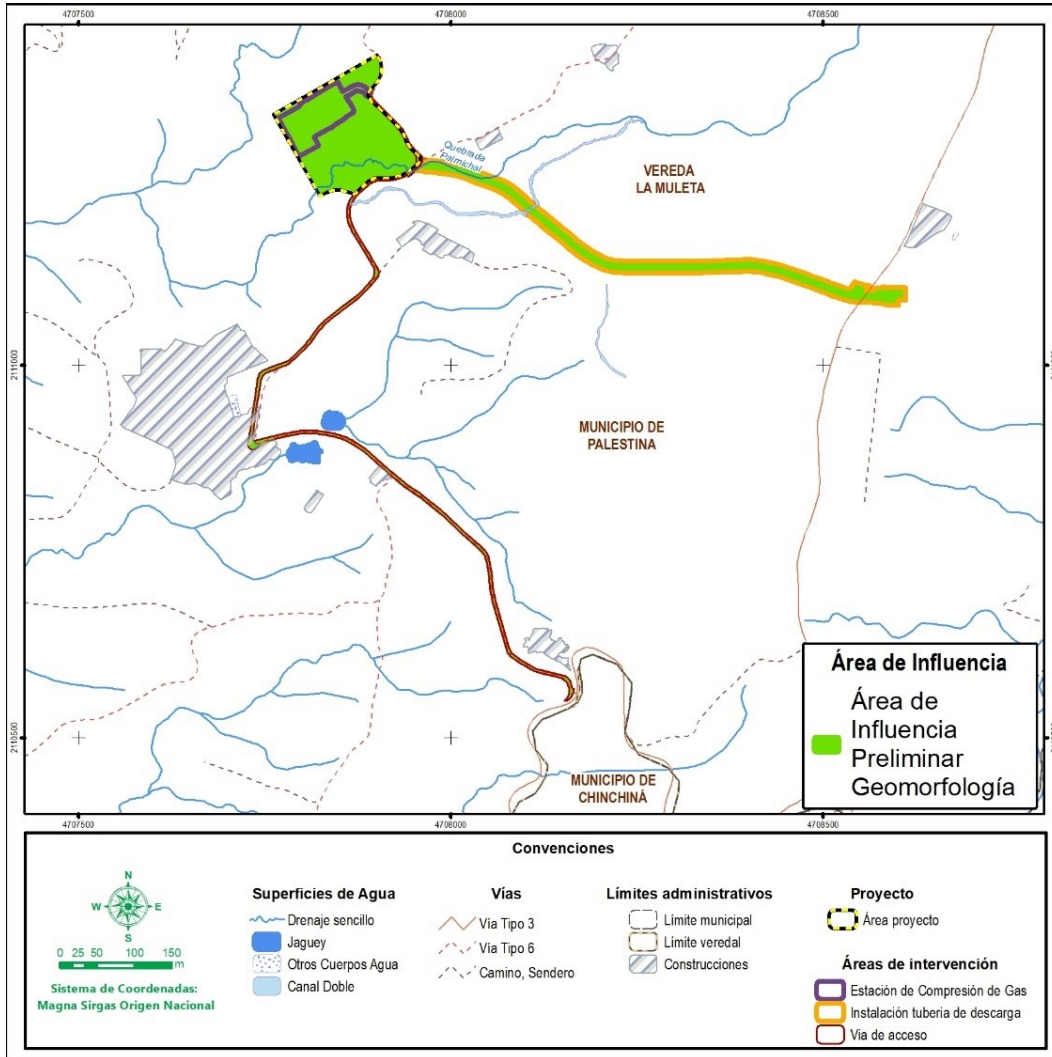 4707500 4708000 4708500
2111000
2110500
Quebrada
Palmichal
VEREDA
LA MULETA
MUNICIPIO DE
PALESTINA
MUNICIPIO DE
CHINCHINÁ
Área de Influencia
Área de
Influencia
Preliminar
Geomorfología
4707500 4708000 4708500
Convenciones
N
W E
S
0 25 50 100 150
m
Sistema de Coordenadas:
Magna Sirgas Origen Nacional
Superficies de Agua
Drenaje sencillo
Jaguey
Otros Cuerpos Agua
Canal Doble
Vías
Vía Tipo 3
Vía Tipo 6
Camino, Sendero
Límites administrativos
Límite municipal
Límite veredal
Construcciones
Proyecto
Área proyecto
Áreas de intervención
Estación de Compresión de Gas
Instalación tuberia de descarga
Via de acceso